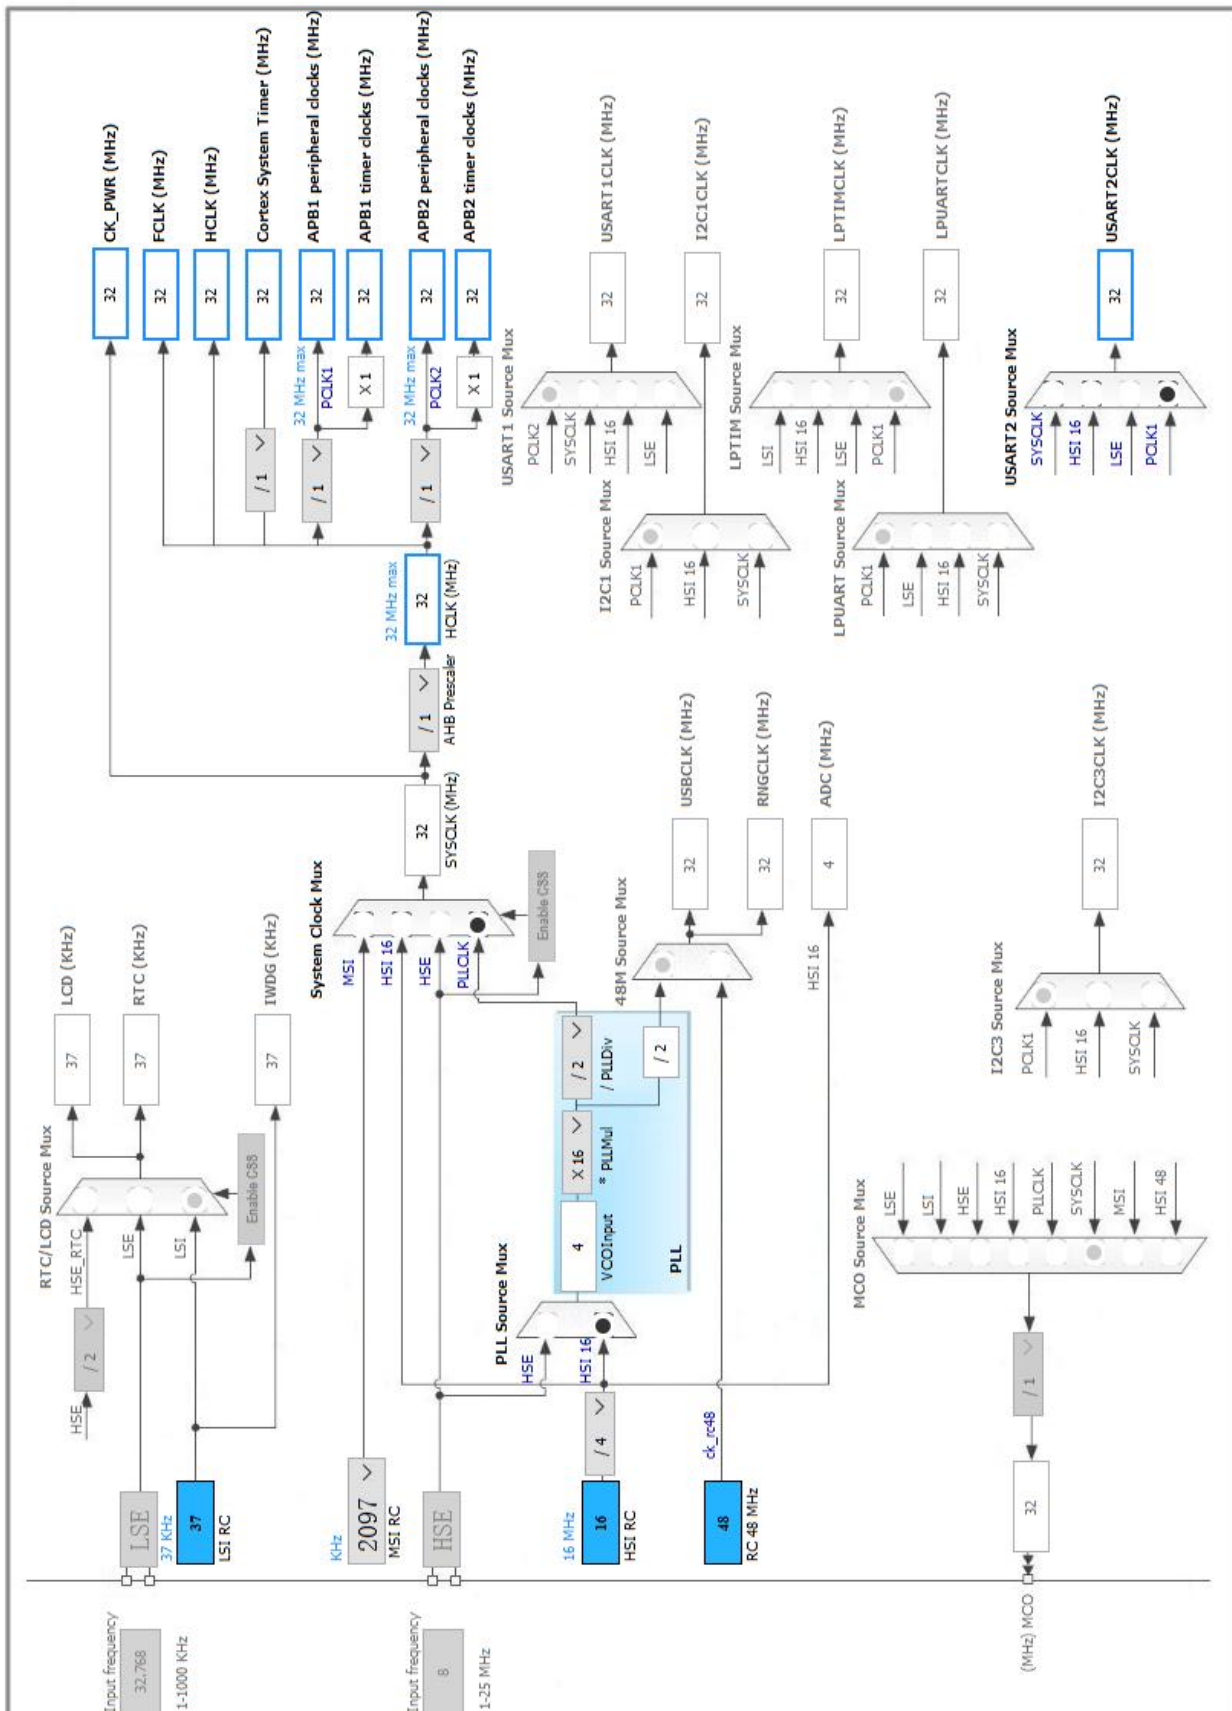 Input frequency
32.768
1-1000 KHz
LSE
37 KHz
37
LSI RC
HSE
/ 2
HSE_RTC
LSE
LSI
RTC/LCD Source Mux
Enable CSS
37
LCD (KHz)
37
RTC (KHz)
37
IWDG (KHz)
KHz
2097
MSI RC
Input frequency
8
1-25 MHz
HSE
16 MHz
16
HSI RC
/ 4
48
RC 48 MHz
ck_rc48
PLL Source Mux
HSE
HSI 16
4
VCOInput
X 16
* PLLMul
/ 2
/ PLLDiv
/ 2
PLL
System Clock Mux
MSI
HSI 16
HSE
PLLCLK
Enable CSS
32
SYSCLK (MHz)
/ 1
AHB Prescaler
32 MHz max
32
HCLK (MHz)
32
CK_PWR (MHz)
32
FCLK (MHz)
32
HCLK (MHz)
/ 1
32
Cortex System Timer (MHz)
/ 1
32 MHz max
PCLK1
32
APB1 peripheral clocks (MHz)
X 1
32
APB1 timer clocks (MHz)
/ 1
32 MHz max
PCLK2
32
APB2 peripheral clocks (MHz)
X 1
32
APB2 timer clocks (MHz)
48M Source Mux
32
USBCLK (MHz)
32
RNGCLK (MHz)
HSI 16
4
ADC (MHz)
USART1 Source Mux
PCLK2
SYSCLK
HSI 16
LSE
32
USART1CLK (MHz)
I2C1 Source Mux
PCLK1
HSI 16
SYSCLK
32
I2C1CLK (MHz)
LPTIM Source Mux
LSI
HSI 16
LSE
PCLK1
32
LPTIMCLK (MHz)
LPUART Source Mux
PCLK1
LSE
HSI 16
SYSCLK
32
LPUARTCLK (MHz)
USART2 Source Mux
SYSCLK
HSI 16
LSE
PCLK1
32
USART2CLK (MHz)
I2C3 Source Mux
PCLK1
HSI 16
SYSCLK
32
I2C3CLK (MHz)
MCO Source Mux
LSE
LSI
HSE
HSI 16
PLLCLK
SYSCLK
MSI
HSI 48
/ 1
32
(MHz) MCO